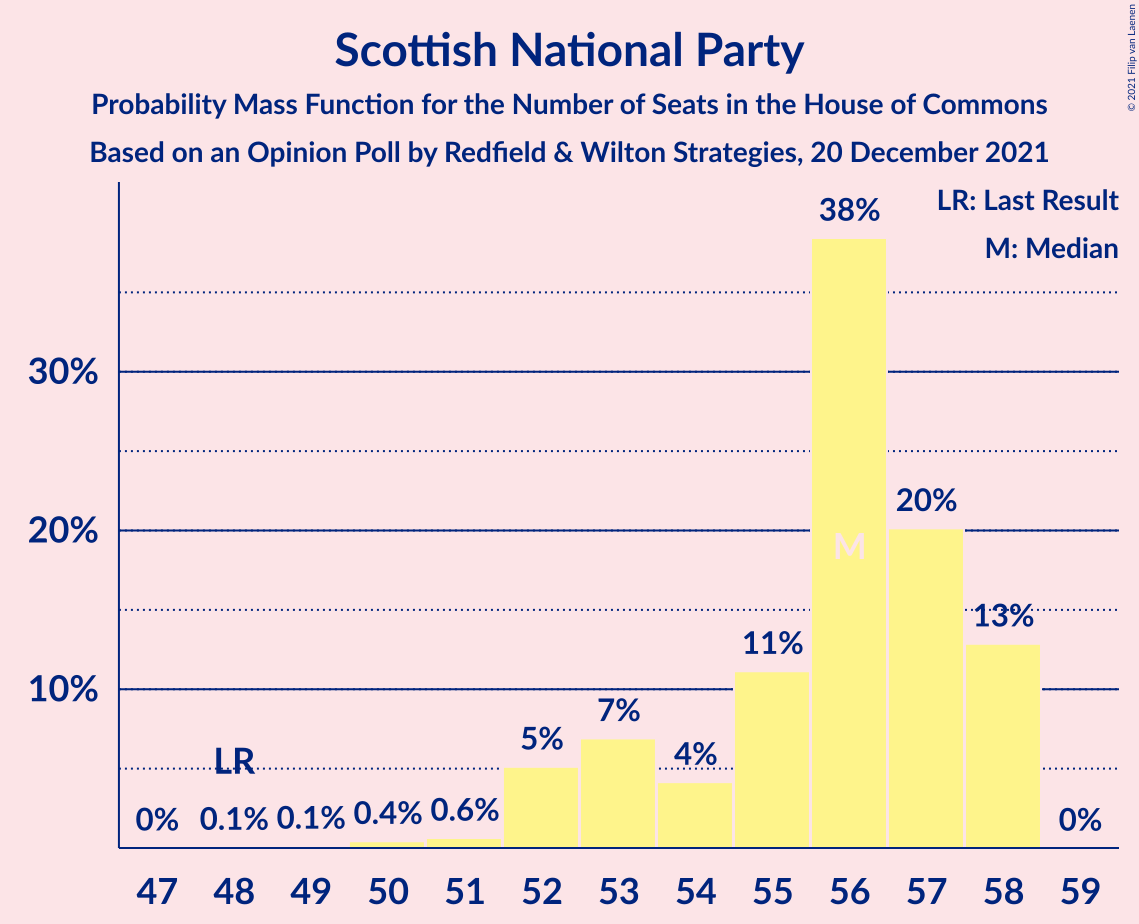 © 2021 Filip van Laenen
Scottish National Party
Probability Mass Function for the Number of Seats in the House of Commons
Based on an Opinion Poll by Redfield & Wilton Strategies, 20 December 2021
LR: Last Result
M: Median
38%
30%
20%
20%
M
13%
11%
10%
7%
5%
4%
LR
0% 0.1% 0.1% 0.4% 0.6% 0%
47 48 49 50 51 52 53 54 55 56 57 58 59